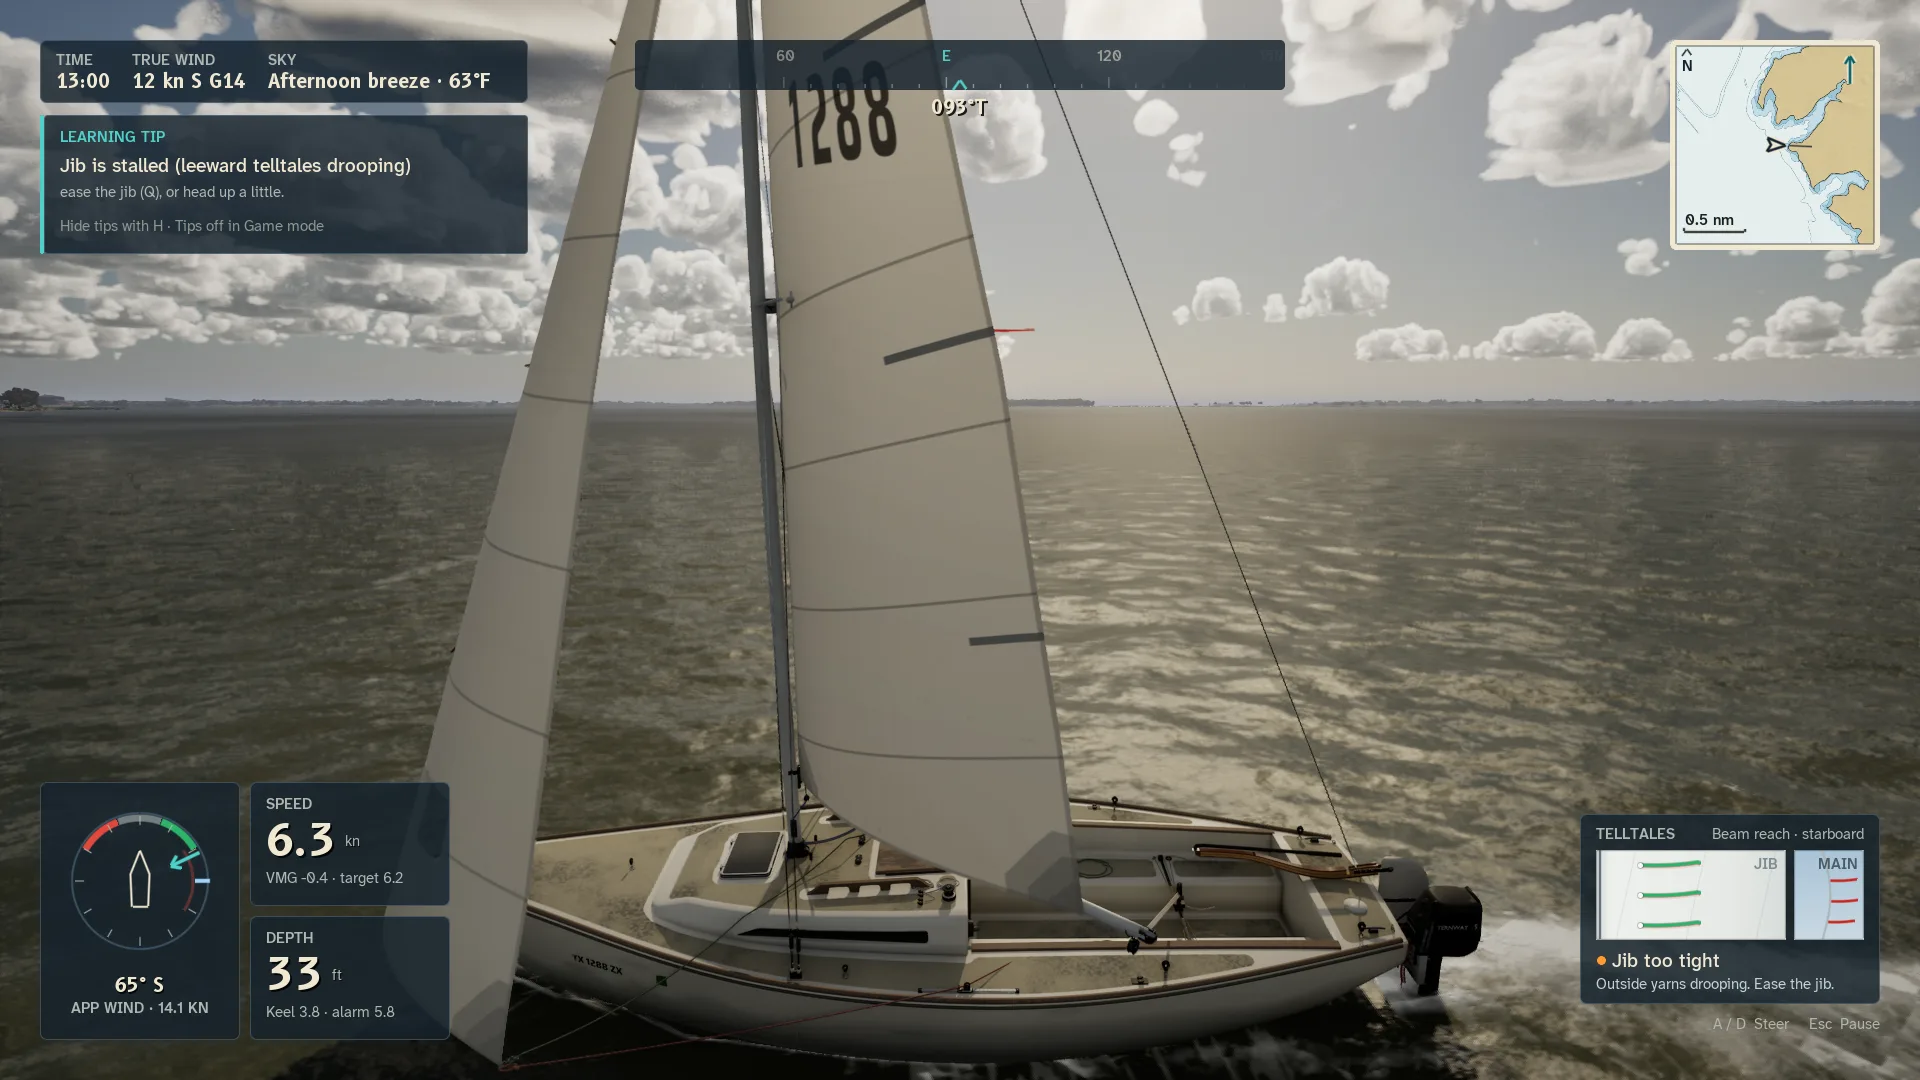 TIME TRUE WIND SKY
13:00 12 kn S G14 Afternoon breeze · 63°F
LEARNING TIP
Jib is stalled (leeward telltales drooping)
ease the jib (Q), or head up a little.
Hide tips with H · Tips off in Game mode
60 E 120
093°T
1288
N
0.5 nm
SPEED
6.3 kn
VMG -0.4 · target 6.2
DEPTH
33 ft
Keel 3.8 · alarm 5.8
65° S
APP WIND · 14.1 KN
YX 1288 ZX
TELLTALES Beam reach · starboard
JIB MAIN
Jib too tight
Outside yarns drooping. Ease the jib.
A / D Steer Esc Pause